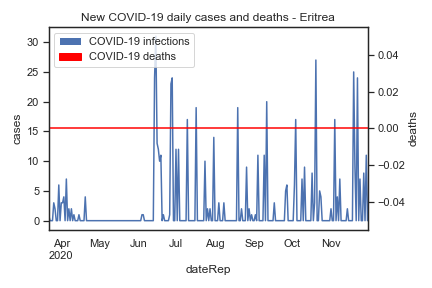 New COVID-19 daily cases and deaths - Eritrea
COVID-19 infections
COVID-19 deaths
30
25
20
15
10
5
0
cases
0.04
0.02
0.00
−0.02
−0.04
deaths
Apr May Jun Jul Aug Sep Oct Nov
2020
dateRep